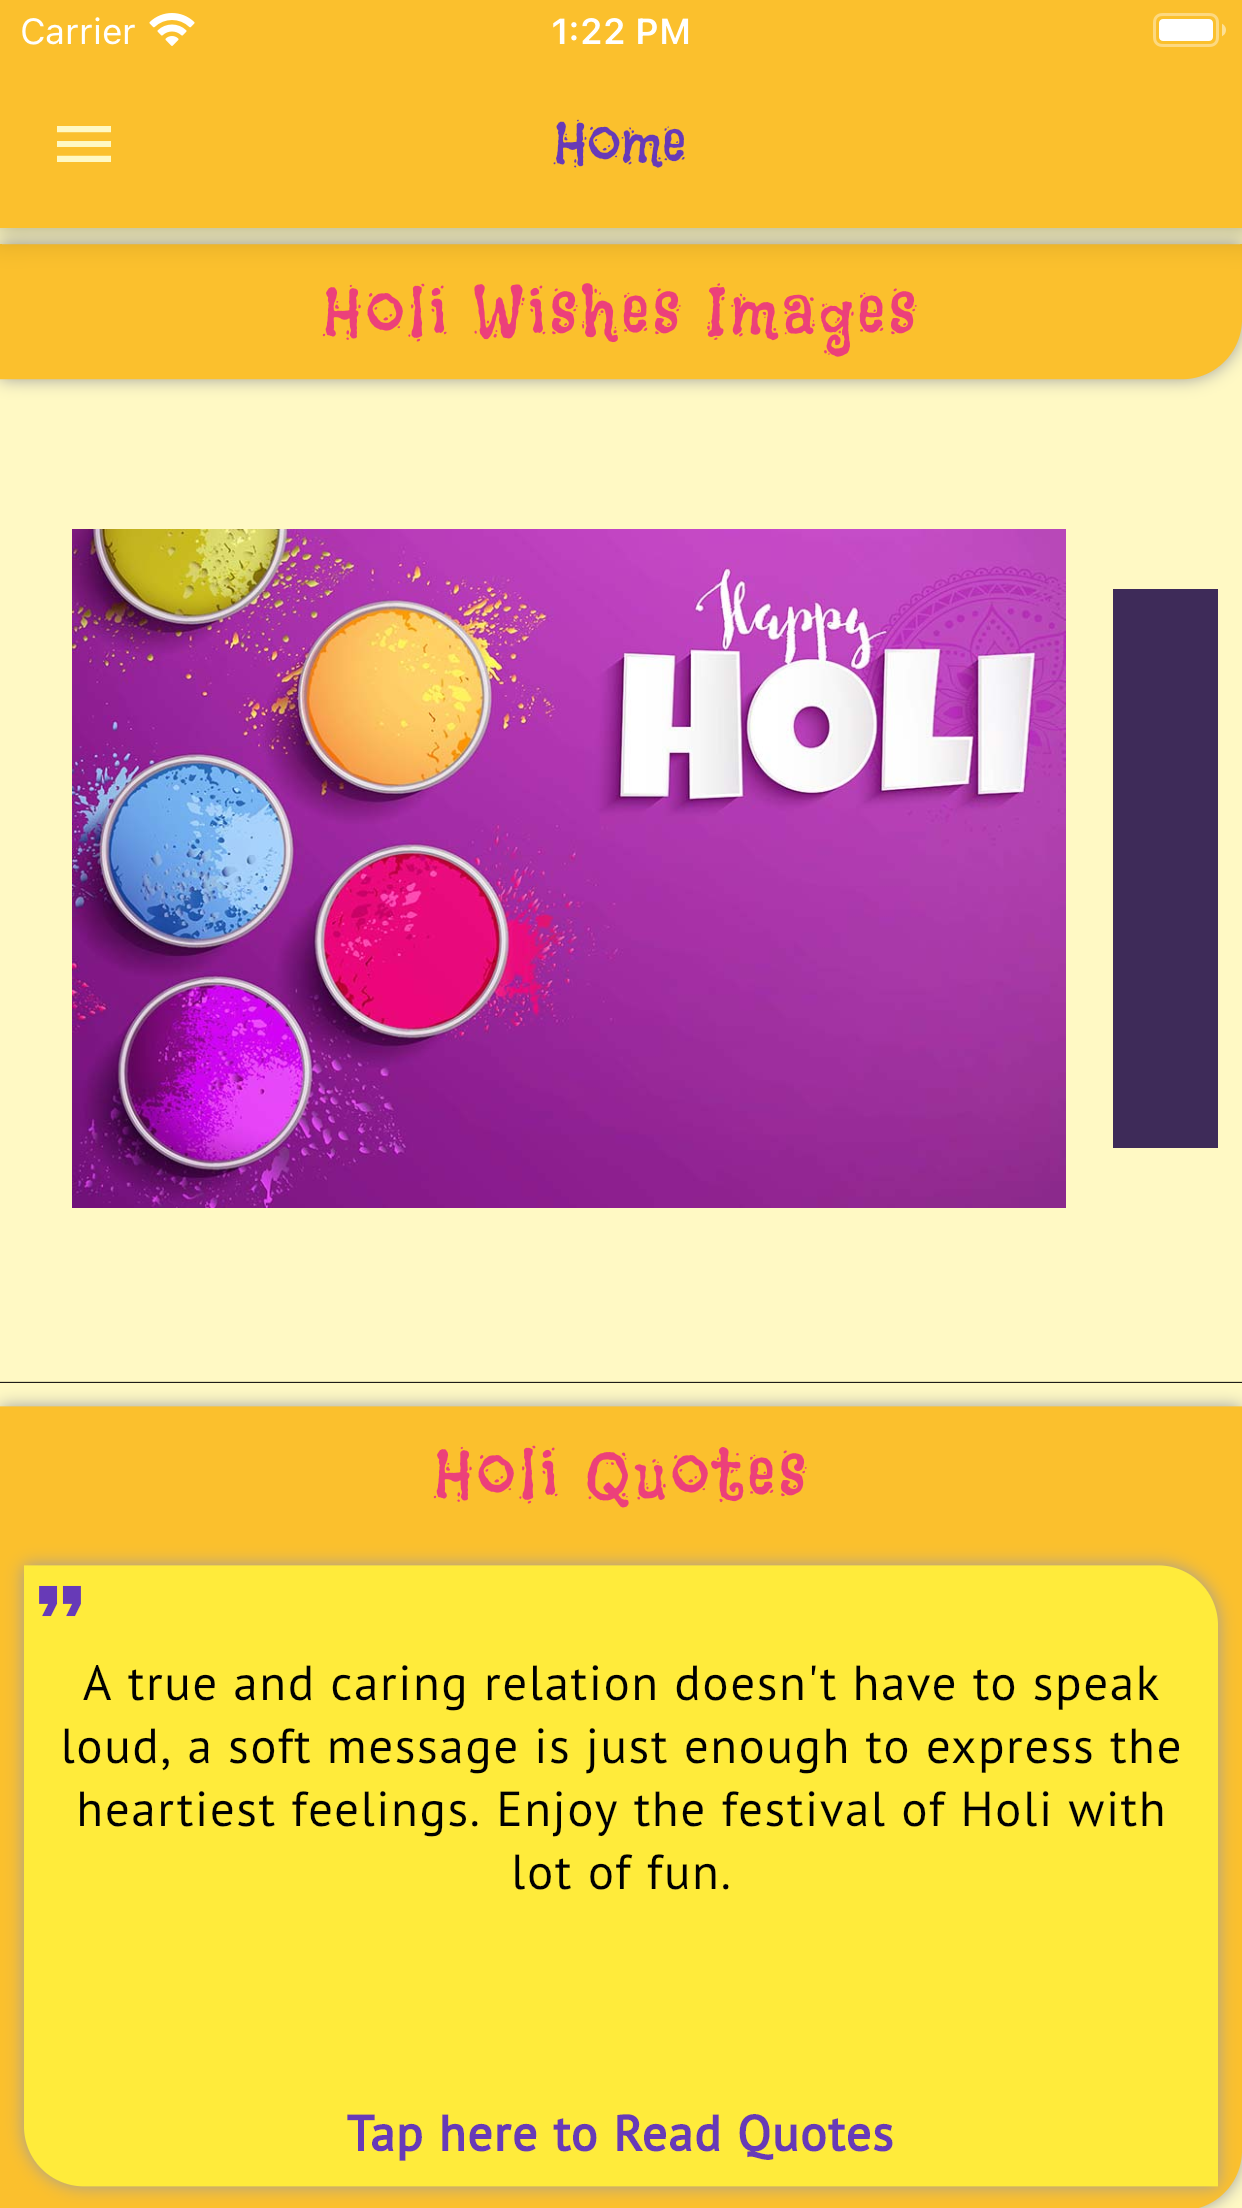 Carrier 1:22 PM
Home
Holi Wishes Images
Happy
HOLI
Holi Quotes
A true and caring relation doesn't have to speak
loud, a soft message is just enough to express the
heartiest feelings. Enjoy the festival of Holi with
lot of fun.
Tap here to Read Quotes